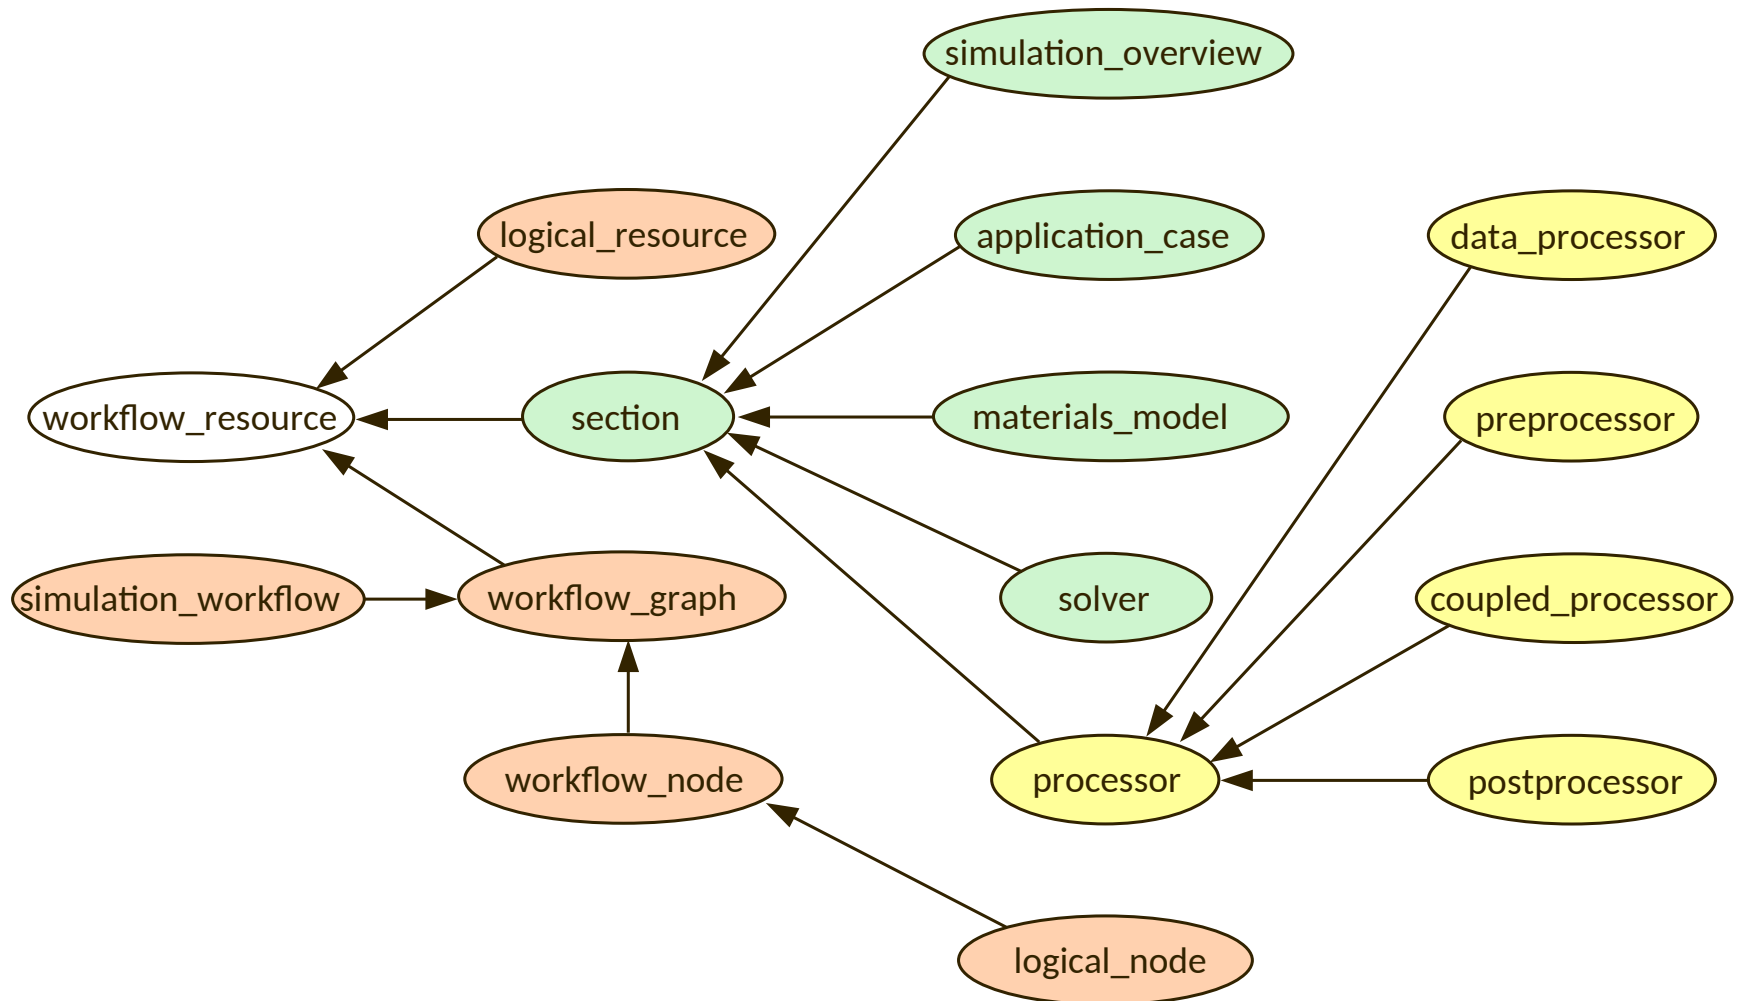 simulation_overview
logical_resource
application_case
data_processor
workflow_resource
section
materials_model
preprocessor
simulation_workflow
workflow_graph
solver
coupled_processor
workflow_node
processor
postprocessor
logical_node